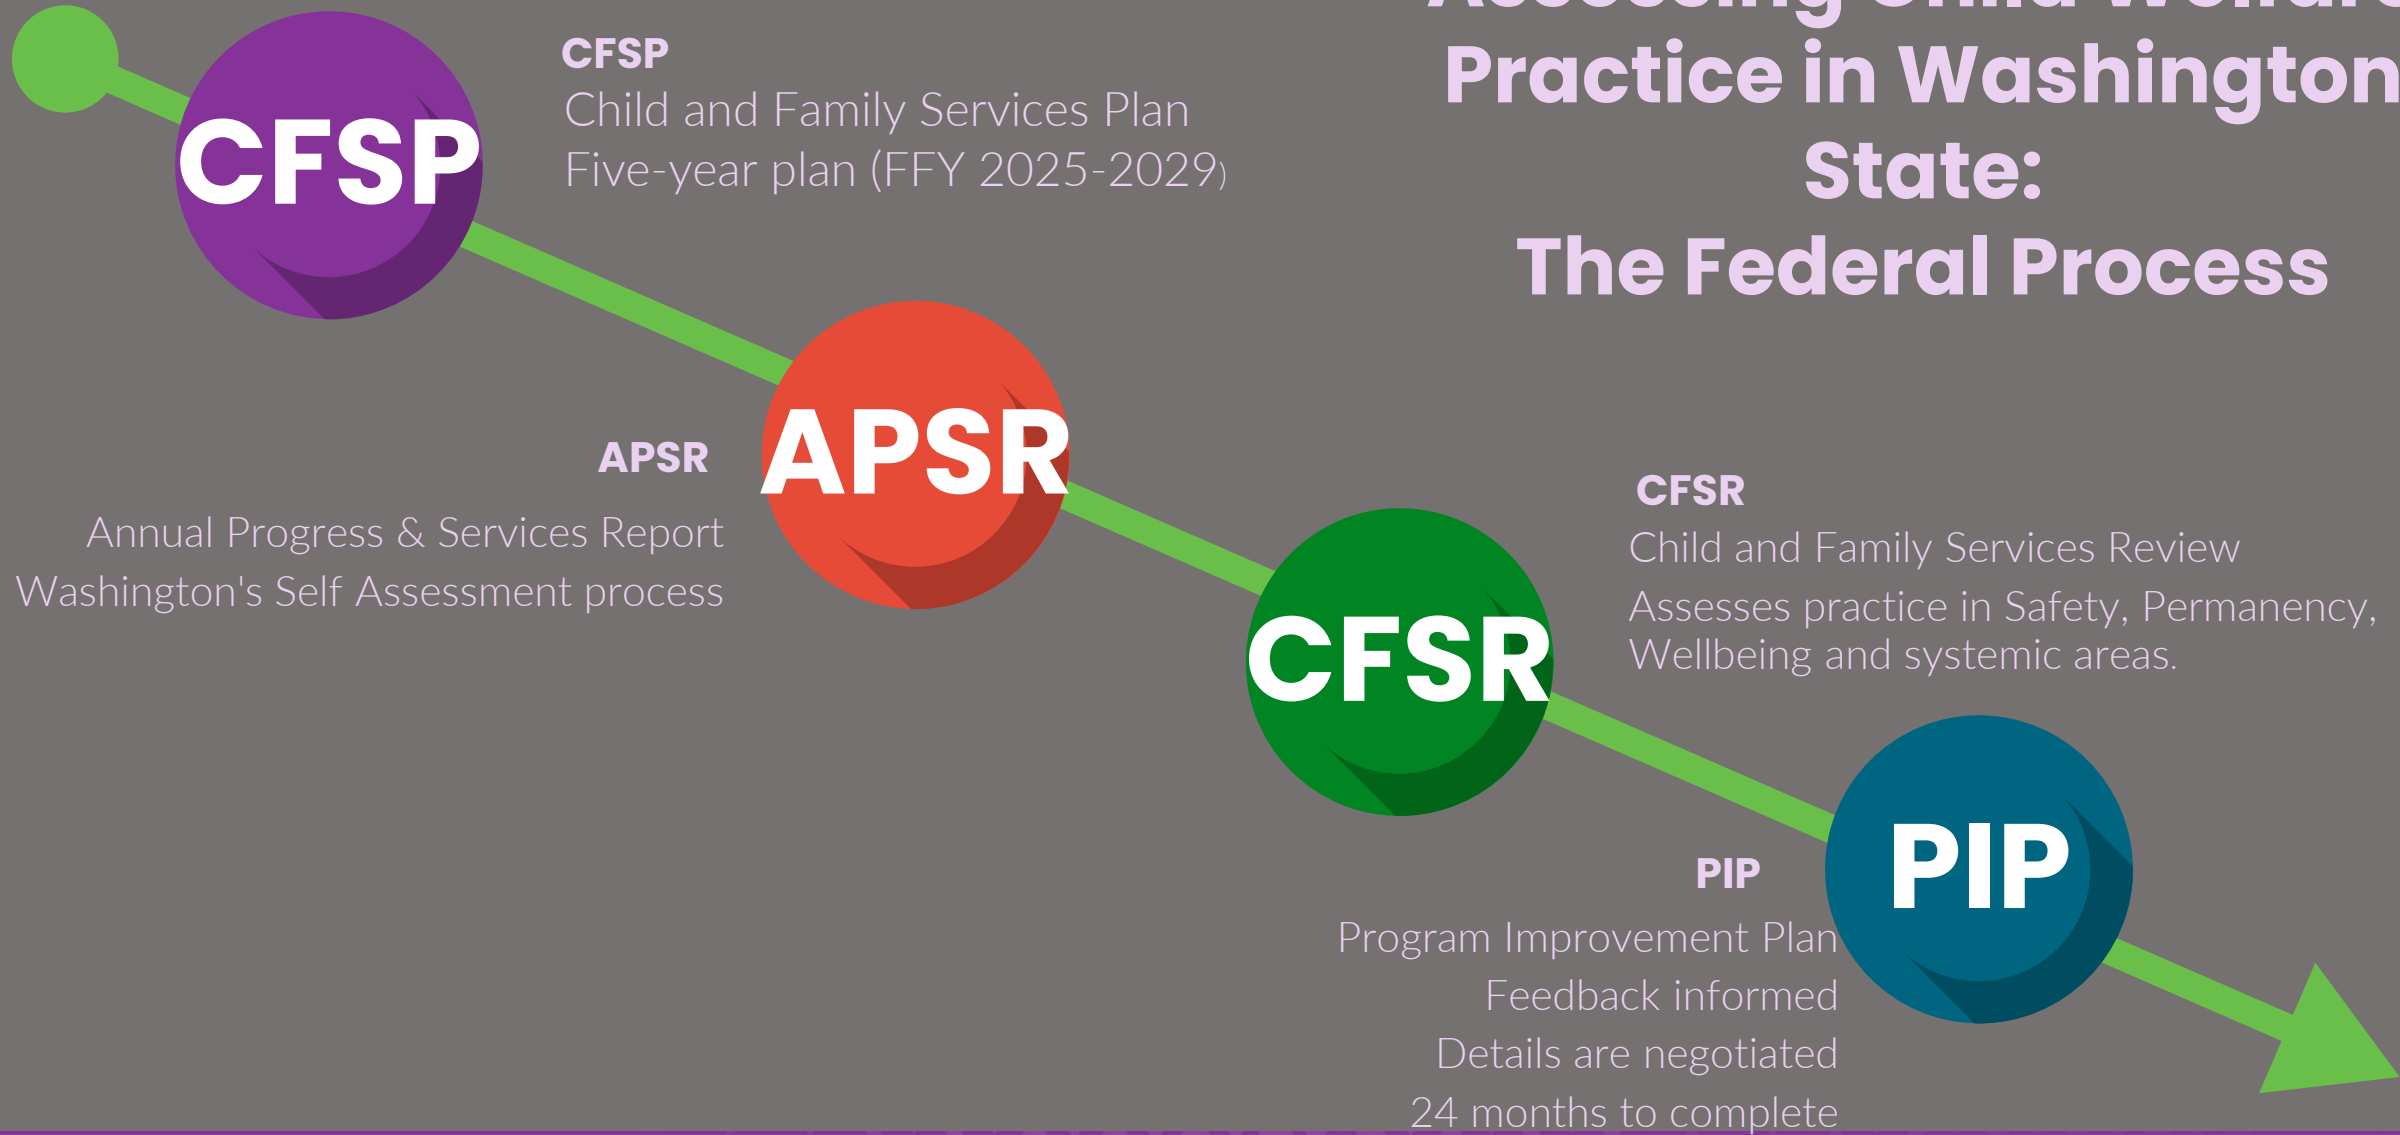 Assessing Child Welfare
Practice in Washington
State:
The Federal Process
CFSP
CFSP
Child and Family Services Plan
Five-year plan (FFY 2025-2029)
APSR
APSR
Annual Progress & Services Report
Washington's Self Assessment process
CFSR
CFSR
Child and Family Services Review
Assesses practice in Safety, Permanency,
Wellbeing and systemic areas.
PIP
PIP
Program Improvement Plan
Feedback informed
Details are negotiated
24 months to complete